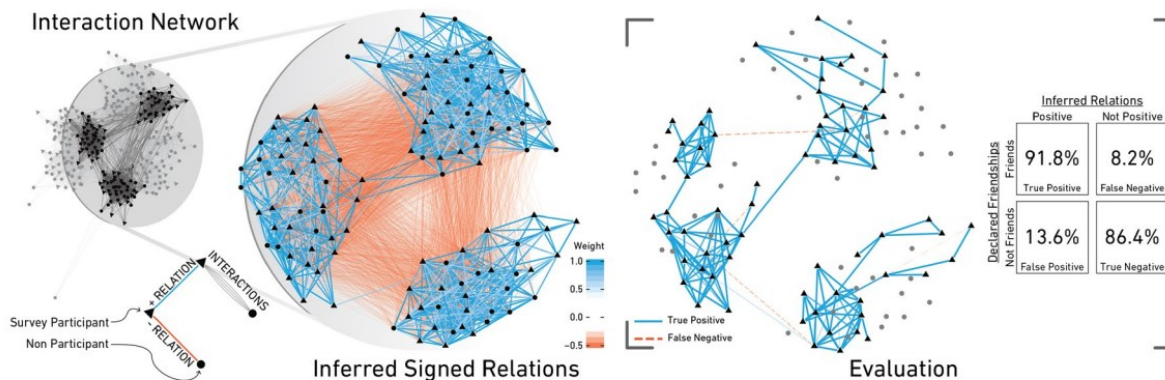 Interaction Network
+ RELATION
INTERACTIONS
- RELATION
Survey Participant
Non Participant
Inferred Signed Relations
Weight
1.0
0.0
-0.5
True Positive
False Negative
Evaluation
Inferred Relations
Positive
Not Positive
Declared Friendships
Friends
91.8%
True Positive
8.2%
False Negative
Not Friends
13.6%
False Positive
86.4%
True Negative